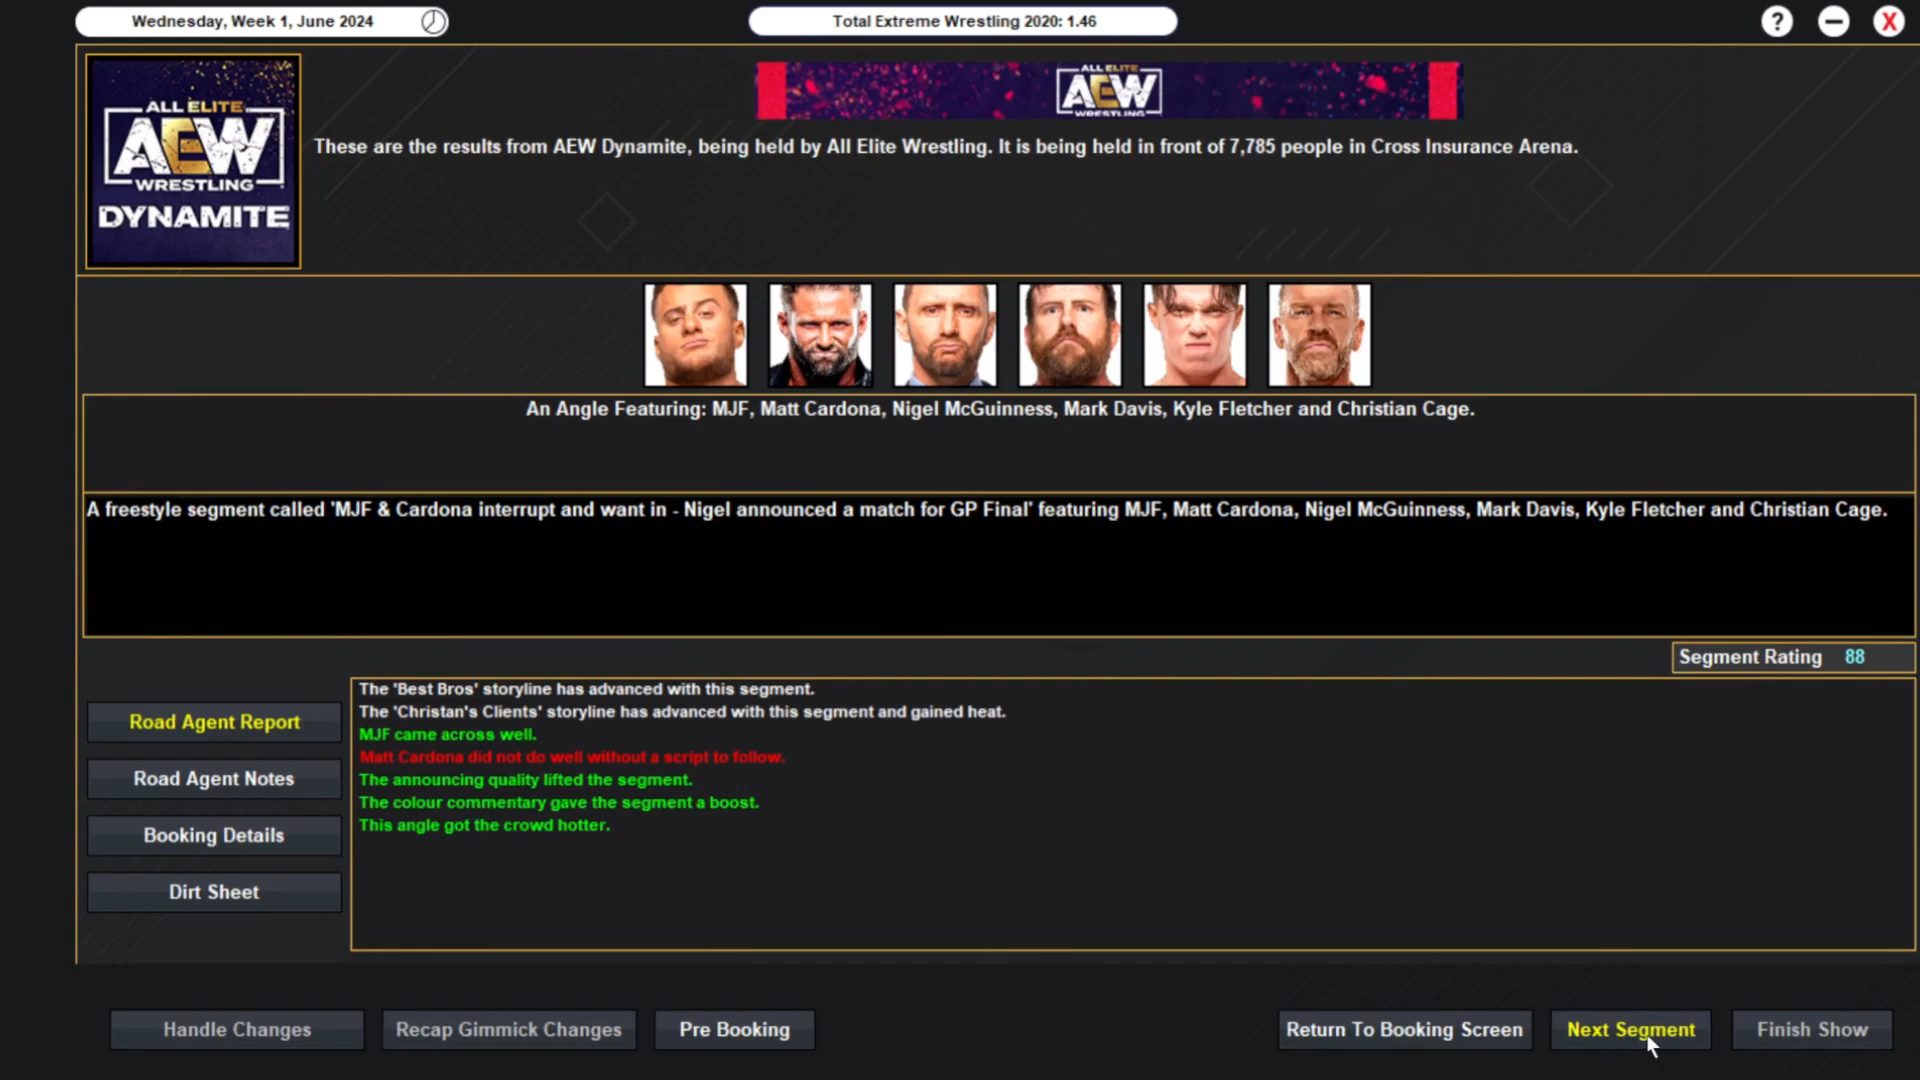 Wednesday, Week 1, June 2024
Total Extreme Wrestling 2020: 1.46
?
X
ALL ELITE
AEW
WRESTLING
DYNAMITE
ALL ELITE
AEW
WRESTLING
These are the results from AEW Dynamite, being held by All Elite Wrestling. It is being held in front of 7,785 people in Cross Insurance Arena.
An Angle Featuring: MJF, Matt Cardona, Nigel McGuinness, Mark Davis, Kyle Fletcher and Christian Cage.
A freestyle segment called 'MJF & Cardona interrupt and want in - Nigel announced a match for GP Final' featuring MJF, Matt Cardona, Nigel McGuinness, Mark Davis, Kyle Fletcher and Christian Cage.
Segment Rating 88
Road Agent Report
Road Agent Notes
Booking Details
Dirt Sheet
The 'Best Bros' storyline has advanced with this segment.
The 'Christan's Clients' storyline has advanced with this segment and gained heat.
MJF came across well.
Matt Cardona did not do well without a script to follow.
The announcing quality lifted the segment.
The colour commentary gave the segment a boost.
This angle got the crowd hotter.
Handle Changes
Recap Gimmick Changes
Pre Booking
Return To Booking Screen
Next Segment
Finish Show